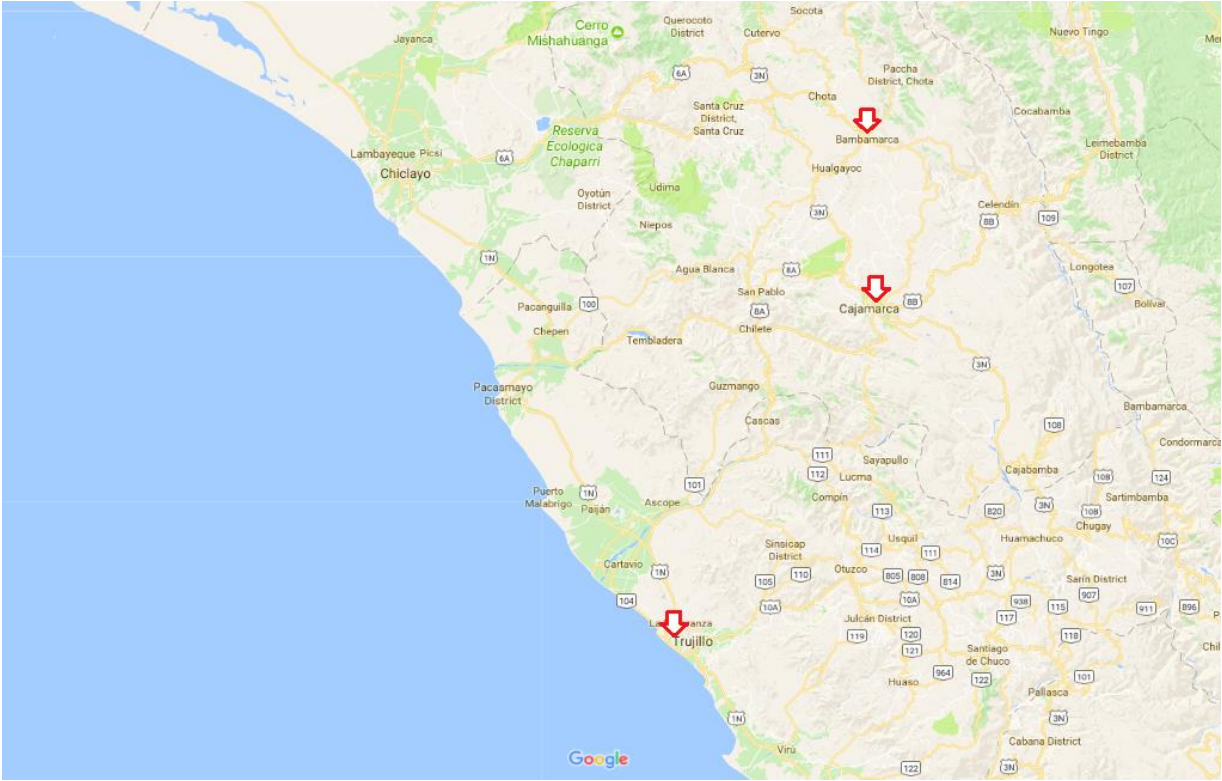 Socota
Cerro
Mishahuanga
Querocoto
District
Cutervo
Nuevo Tingo
Jayanca
6A
3N
Paccha
District, Chota
Chota
Santa Cruz
District,
Santa Cruz
Cocabamba
Reserva
Ecologica
Chaparri
Bambamarca
Leimebamba
District
Lambayeque
Picsi
6A
Chiclayo
Hualgayoc
Oyotún
District
Udima
Celendín
3N
8B
109
Niepos
1N
Agua Blanca
8A
Longotea
107
San Pablo
Bolívar
Pacanguilla
100
8A
Cajamarca
8B
Chepen
Chilete
Tembladera
3N
Pacasmayo
District
Guzmango
Bambamarca
Cascas
108
Condormarca
111
Sayapullo
112
Lucma
Cajabamba
108
124
101
Puerto
Malabrigo
1N
Paiján
Ascope
Compín
113
820
3N
10B
Sartimbamba
Chugay
Usquil
Huamachuco
10C
Sinsicap
District
114
111
Cartavio
1N
105
110
Otuzco
805
808
814
3N
Sarín District
907
104
10A
10A
938
115
911
896
Julcán District
117
Trujillo
119
120
121
118
Santiago
de Chuco
964
122
101
Huaso
Pallasca
1N
3N
Cabana District
Virú
Google
122
3N